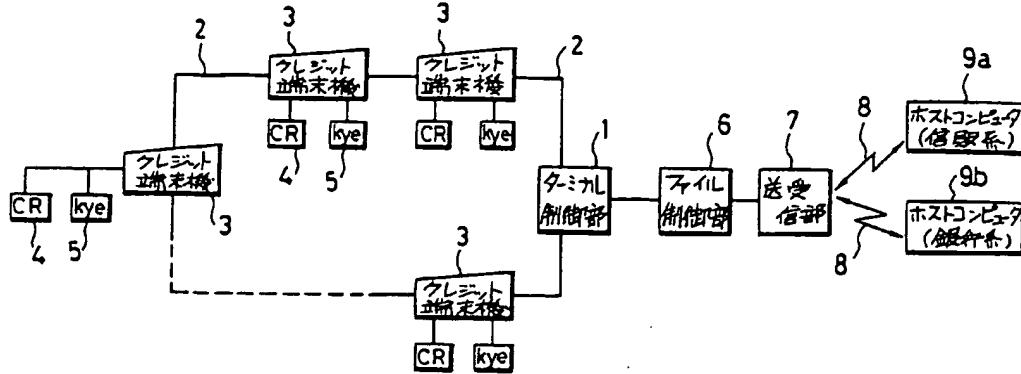 3
クレジット
端末機
3
クレジット
端末機
2
2
CR
kye
4
5
CR
kye
クレジット
端末機
3
CR
kye
4
5
1
ターミナル
制御部
6
ファイル
制御部
7
送受
信部
8
8
9a
ホストコンピュータ
(信販系)
9b
ホストコンピュータ
(銀行系)
3
クレジット
端末機
CR
kye